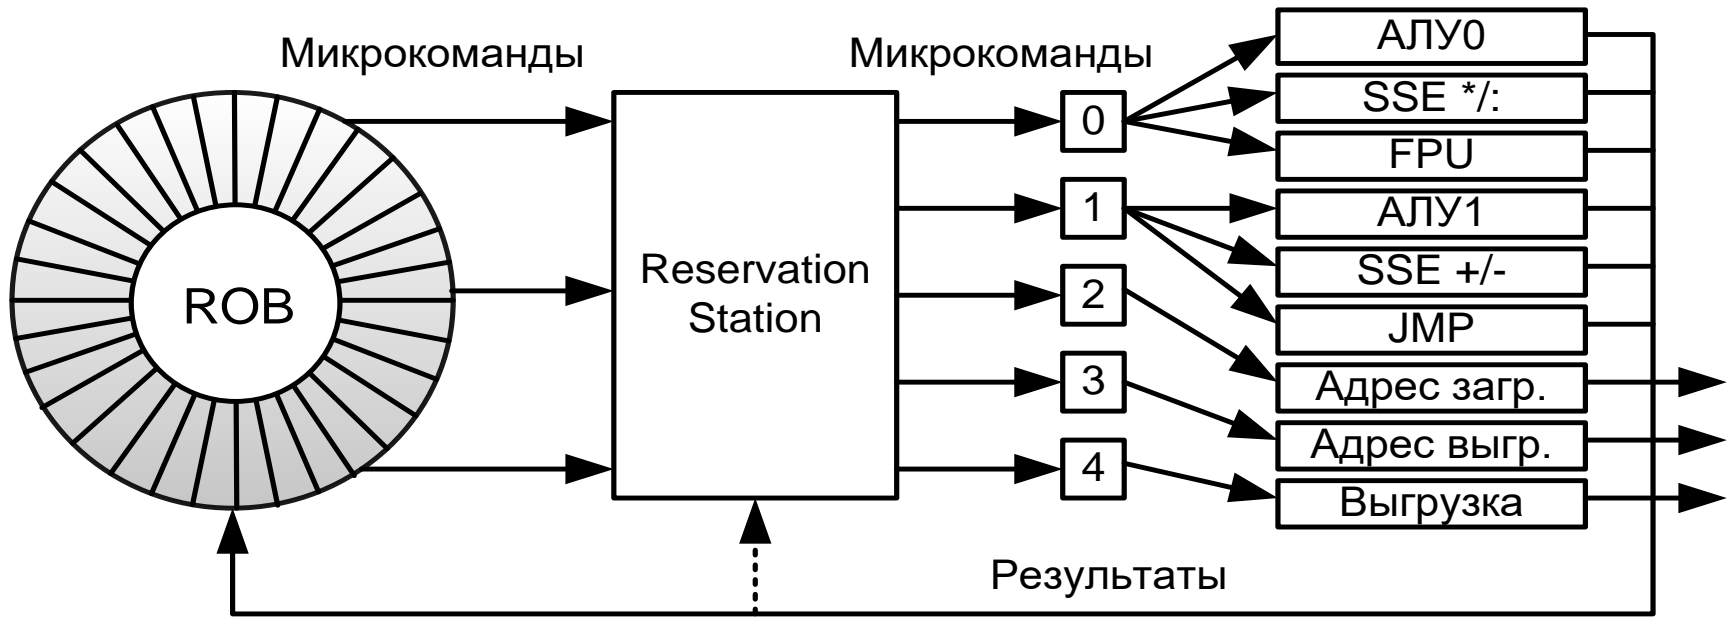 Микрокоманды
Микрокоманды
ROB
Reservation
Station
0
1
2
3
4
АЛУ0
SSE */:
FPU
АЛУ1
SSE +/-
JMP
Адрес загр.
Адрес выгр.
Выгрузка
Результаты